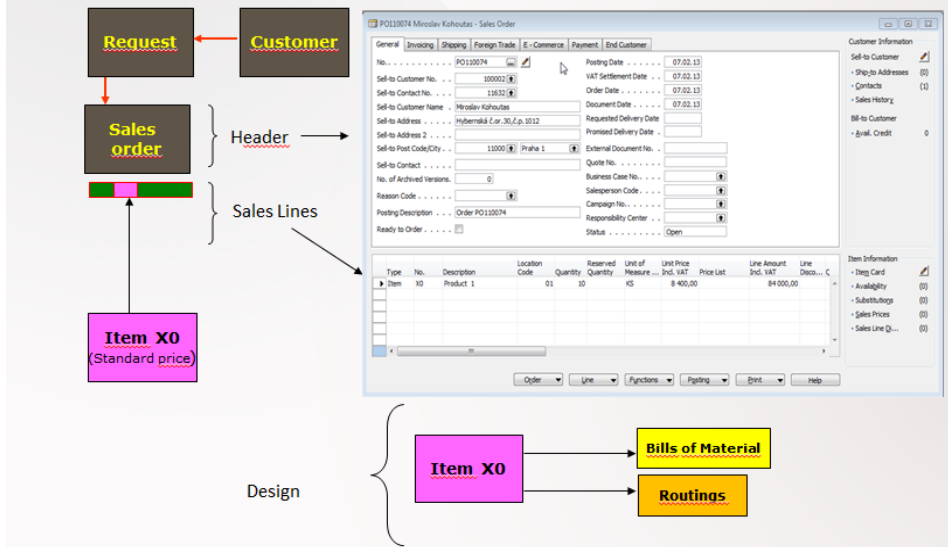 Request
Customer
Sales
order
Header
Sales Lines
Item X0
(Standard price)
PO110074 Miroslav Kohoutas - Sales Order
General Invoicing Shipping Foreign Trade E - Commerce Payment End Customer
No. . . . . . . . . . . . PO110074
Sell-to Customer No. . . . 100002
Sell-to Contact No. . . . . 11632
Sell-to Customer Name . Miroslav Kohoutas
Sell-to Address . . . . . Hybernská č.or.30,č.p.1012
Sell-to Address 2 . . . .
Sell-to Post Code/City . . 11000 Praha 1
Sell-to Contact . . . . .
No. of Archived Versions. 0
Reason Code . . . . . . .
Posting Description . . . Order PO110074
Ready to Order . . . . .
Posting Date . . . . . 07.02.13
VAT Settlement Date . . 07.02.13
Order Date . . . . . . . 07.02.13
Document Date . . . . . 07.02.13
Requested Delivery Date
Promised Delivery Date .
External Document No. .
Quote No. . . . . . . .
Business Case No. . . .
Salesperson Code . . . .
Campaign No. . . . . . .
Responsibility Center . .
Status . . . . . . . . . Open
Customer Information
Sell-to Customer
Ship-to Addresses (0)
Contacts (1)
Sales History
Bill-to Customer
Avail. Credit 0
Type No. Description Location Code Quantity Reserved Quantity Unit of Measure ... Unit Price Incl. VAT Price List Line Amount Incl. VAT Line Disco...
Item X0 Product 1 01 10 KS 8 400,00 84 000,00
Item Information
Item Card
Availability (0)
Substitutions (0)
Sales Prices (0)
Sales Line Di... (0)
Order Line Functions Posting Print Help
Design
Item X0
Bills of Material
Routings